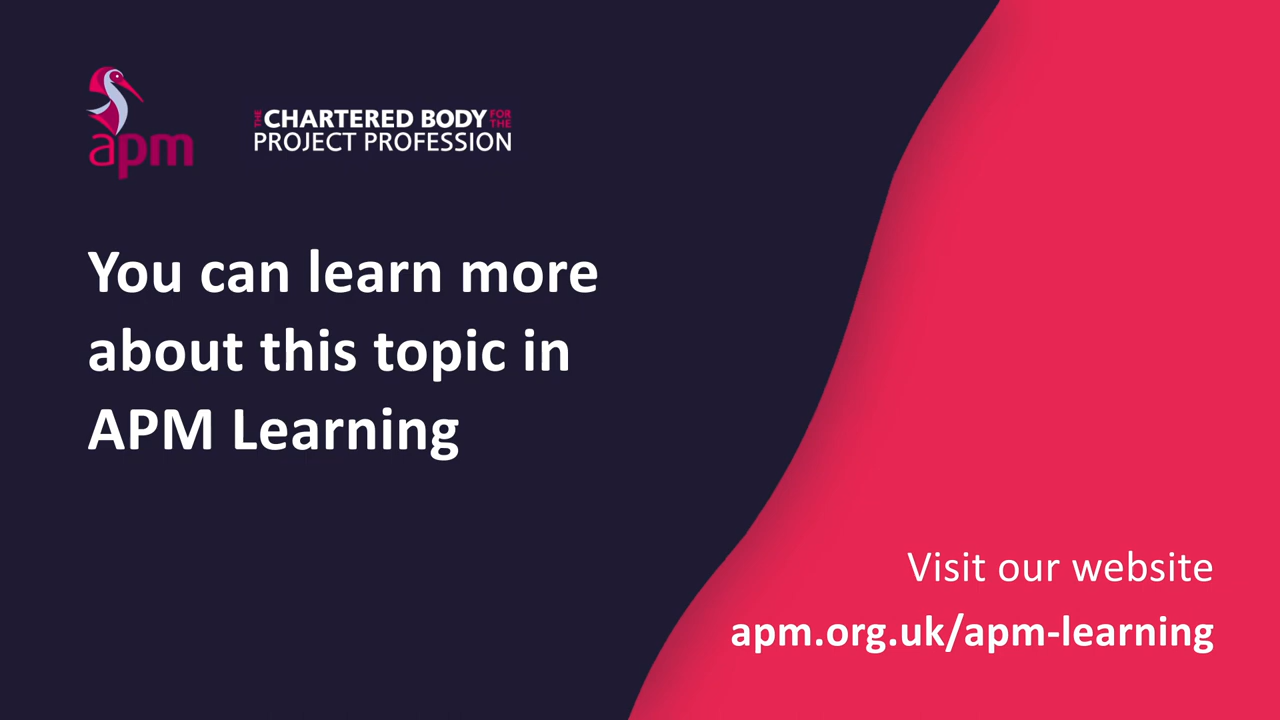 apm
THE CHARTERED BODY FOR THE
PROJECT PROFESSION
You can learn more
about this topic in
APM Learning
Visit our website
apm.org.uk/apm-learning